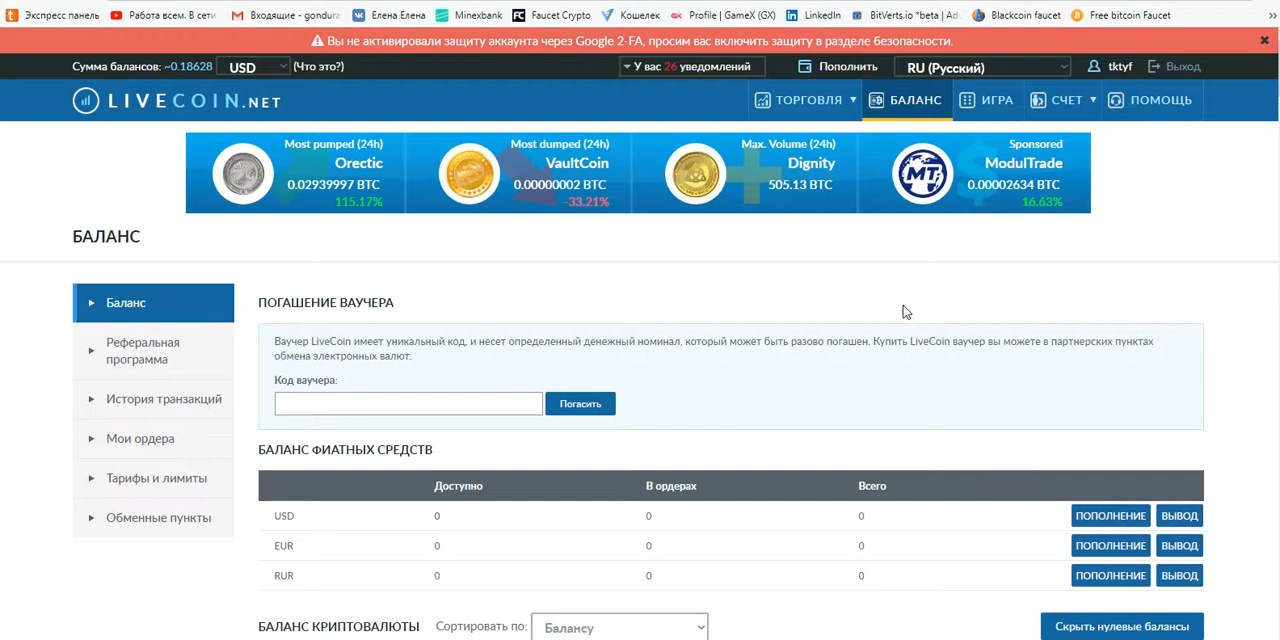 Экспресс панель Работа всем. В сети Входящие - gondura Елена Елена Minexbank Faucet Crypto Кошелек Profile | GameX (GX) LinkedIn BitVerts.io *beta | Adv Blackcoin faucet Free bitcoin Faucet »
Вы не активировали защиту аккаунта через Google 2-FA, просим вас включить защиту в разделе безопасности.
Сумма балансов: ~0.18628 USD (Что это?) У вас 26 уведомлений Пополнить RU (Русский) tktyf Выход
LIVECOIN.NET ТОРГОВЛЯ БАЛАНС ИГРА СЧЕТ ПОМОЩЬ
Most pumped (24h)
Orectic
0.02939997 BTC
115.17%
Most dumped (24h)
VaultCoin
0.00000002 BTC
-33.21%
Max. Volume (24h)
Dignity
505.13 BTC
Sponsored
ModulTrade
0.00002634 BTC
16.63%
MT
БАЛАНС
Баланс
Реферальная
программа
История транзакций
Мои ордера
Тарифы и лимиты
Обменные пункты
ПОГАШЕНИЕ ВАУЧЕРА
Ваучер LiveCoin имеет уникальный код, и несет определенный денежный номинал, который может быть разово погашен. Купить LiveCoin ваучер вы можете в партнерских пунктах
обмена электронных валют.
Код ваучера:
Погасить
БАЛАНС ФИАТНЫХ СРЕДСТВ
Доступно В ордерах Всего
USD 0 0 0 ПОПОЛНЕНИЕ ВЫВОД
EUR 0 0 0 ПОПОЛНЕНИЕ ВЫВОД
RUR 0 0 0 ПОПОЛНЕНИЕ ВЫВОД
БАЛАНС КРИПТОВАЛЮТЫ Сортировать по: Балансу Скрыть нулевые балансы